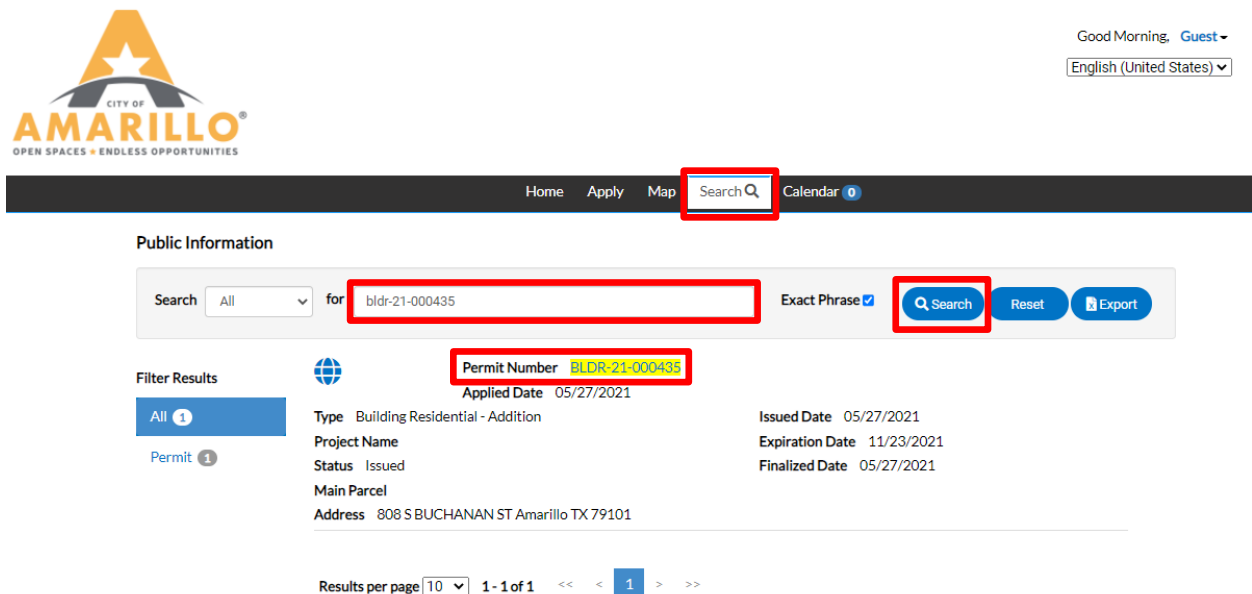 Good Morning, Guest
English (United States)
CITY OF
AMARILLO®
OPEN SPACES ★ ENDLESS OPPORTUNITIES
Home Apply Map Search Calendar 0
Public Information
Search All for bldr-21-000435 Exact Phrase Search Reset Export
Filter Results
All 1
Permit 1
Permit Number BLDR-21-000435
Applied Date 05/27/2021
Type Building Residential - Addition Issued Date 05/27/2021
Project Name Expiration Date 11/23/2021
Status Issued Finalized Date 05/27/2021
Main Parcel
Address 808 S BUCHANAN ST Amarillo TX 79101
Results per page 10 1 - 1 of 1 << < 1 > >>